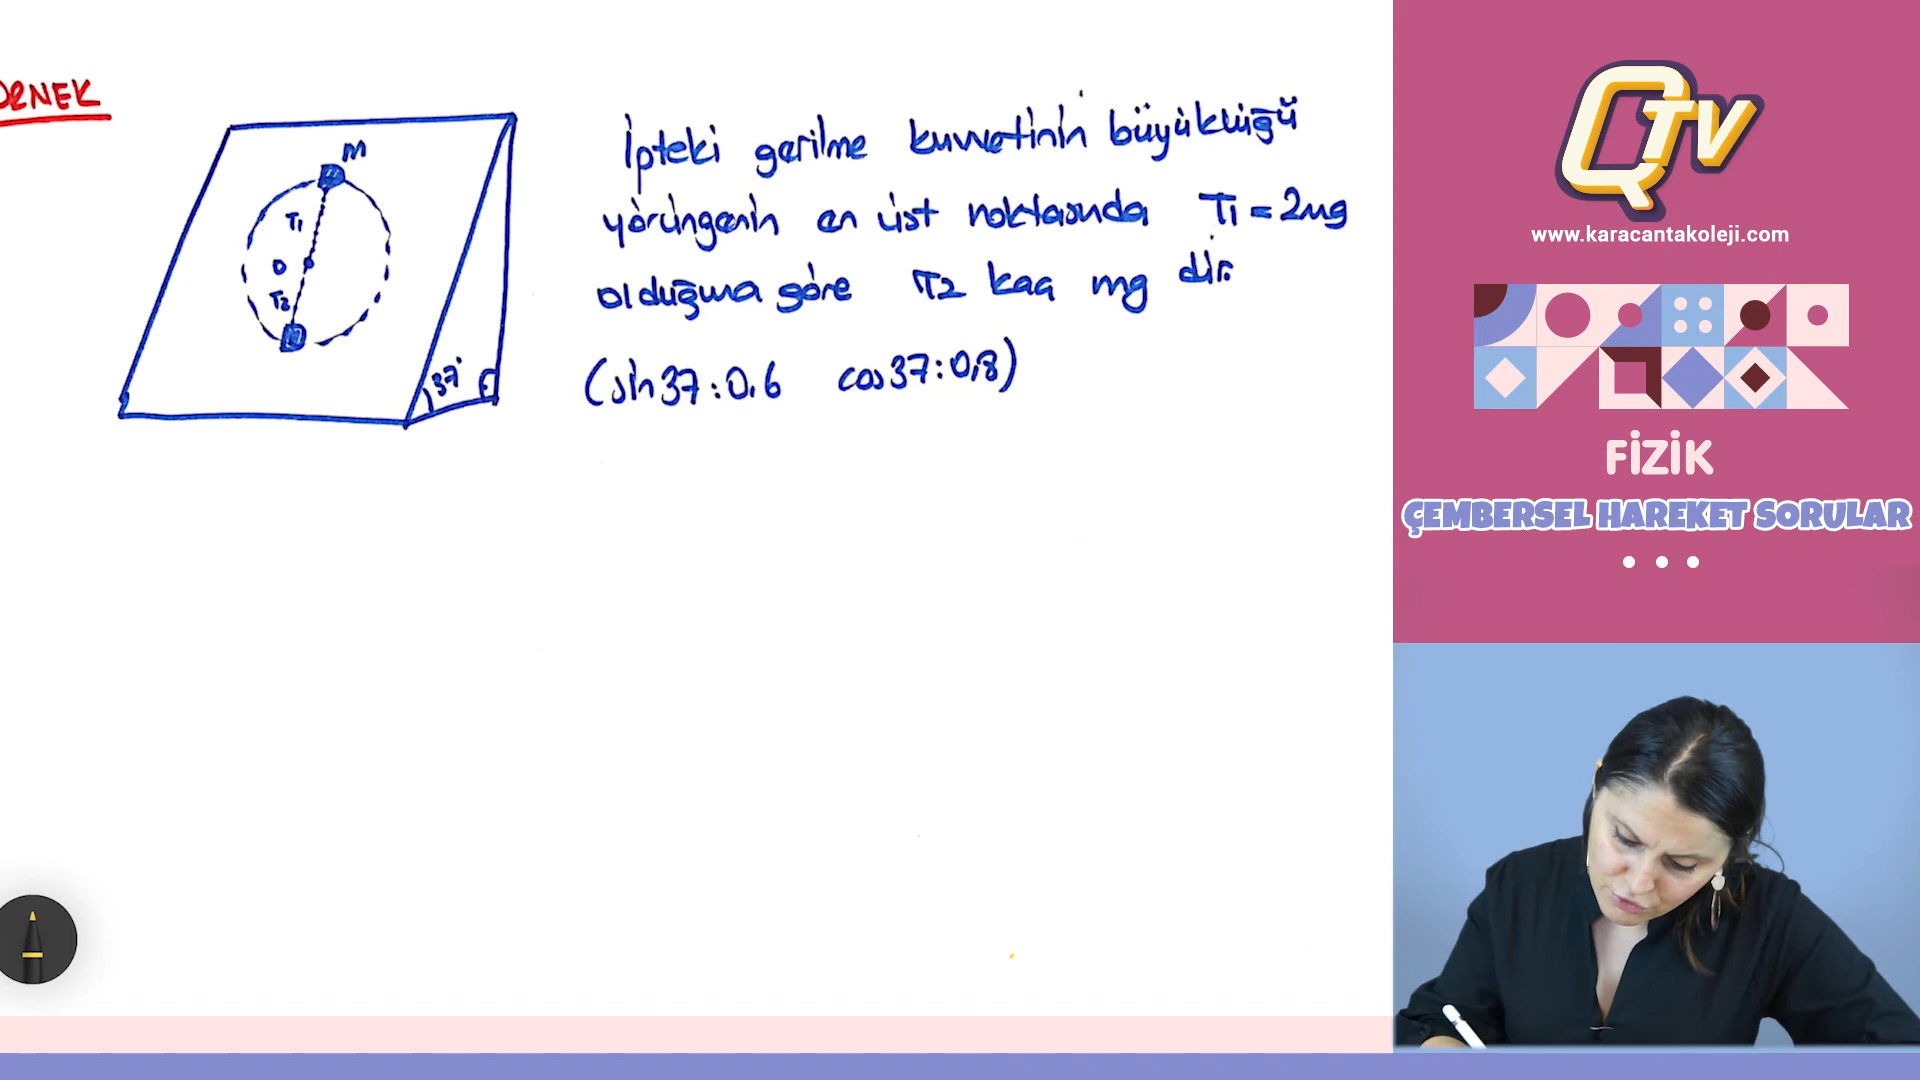 ÖRNEK
M
T1
O
T2
37°
İpteki gerilme kuvvetinin büyüklüğü
yörüngenin en üst noktasında T1 = 2mg
olduğuna göre T2 kaç mg dir.
(sin37:0.6 cos37:0,8)
QTV
www.karacantakoleji.com
FİZİK
ÇEMBERSEL HAREKET SORULAR